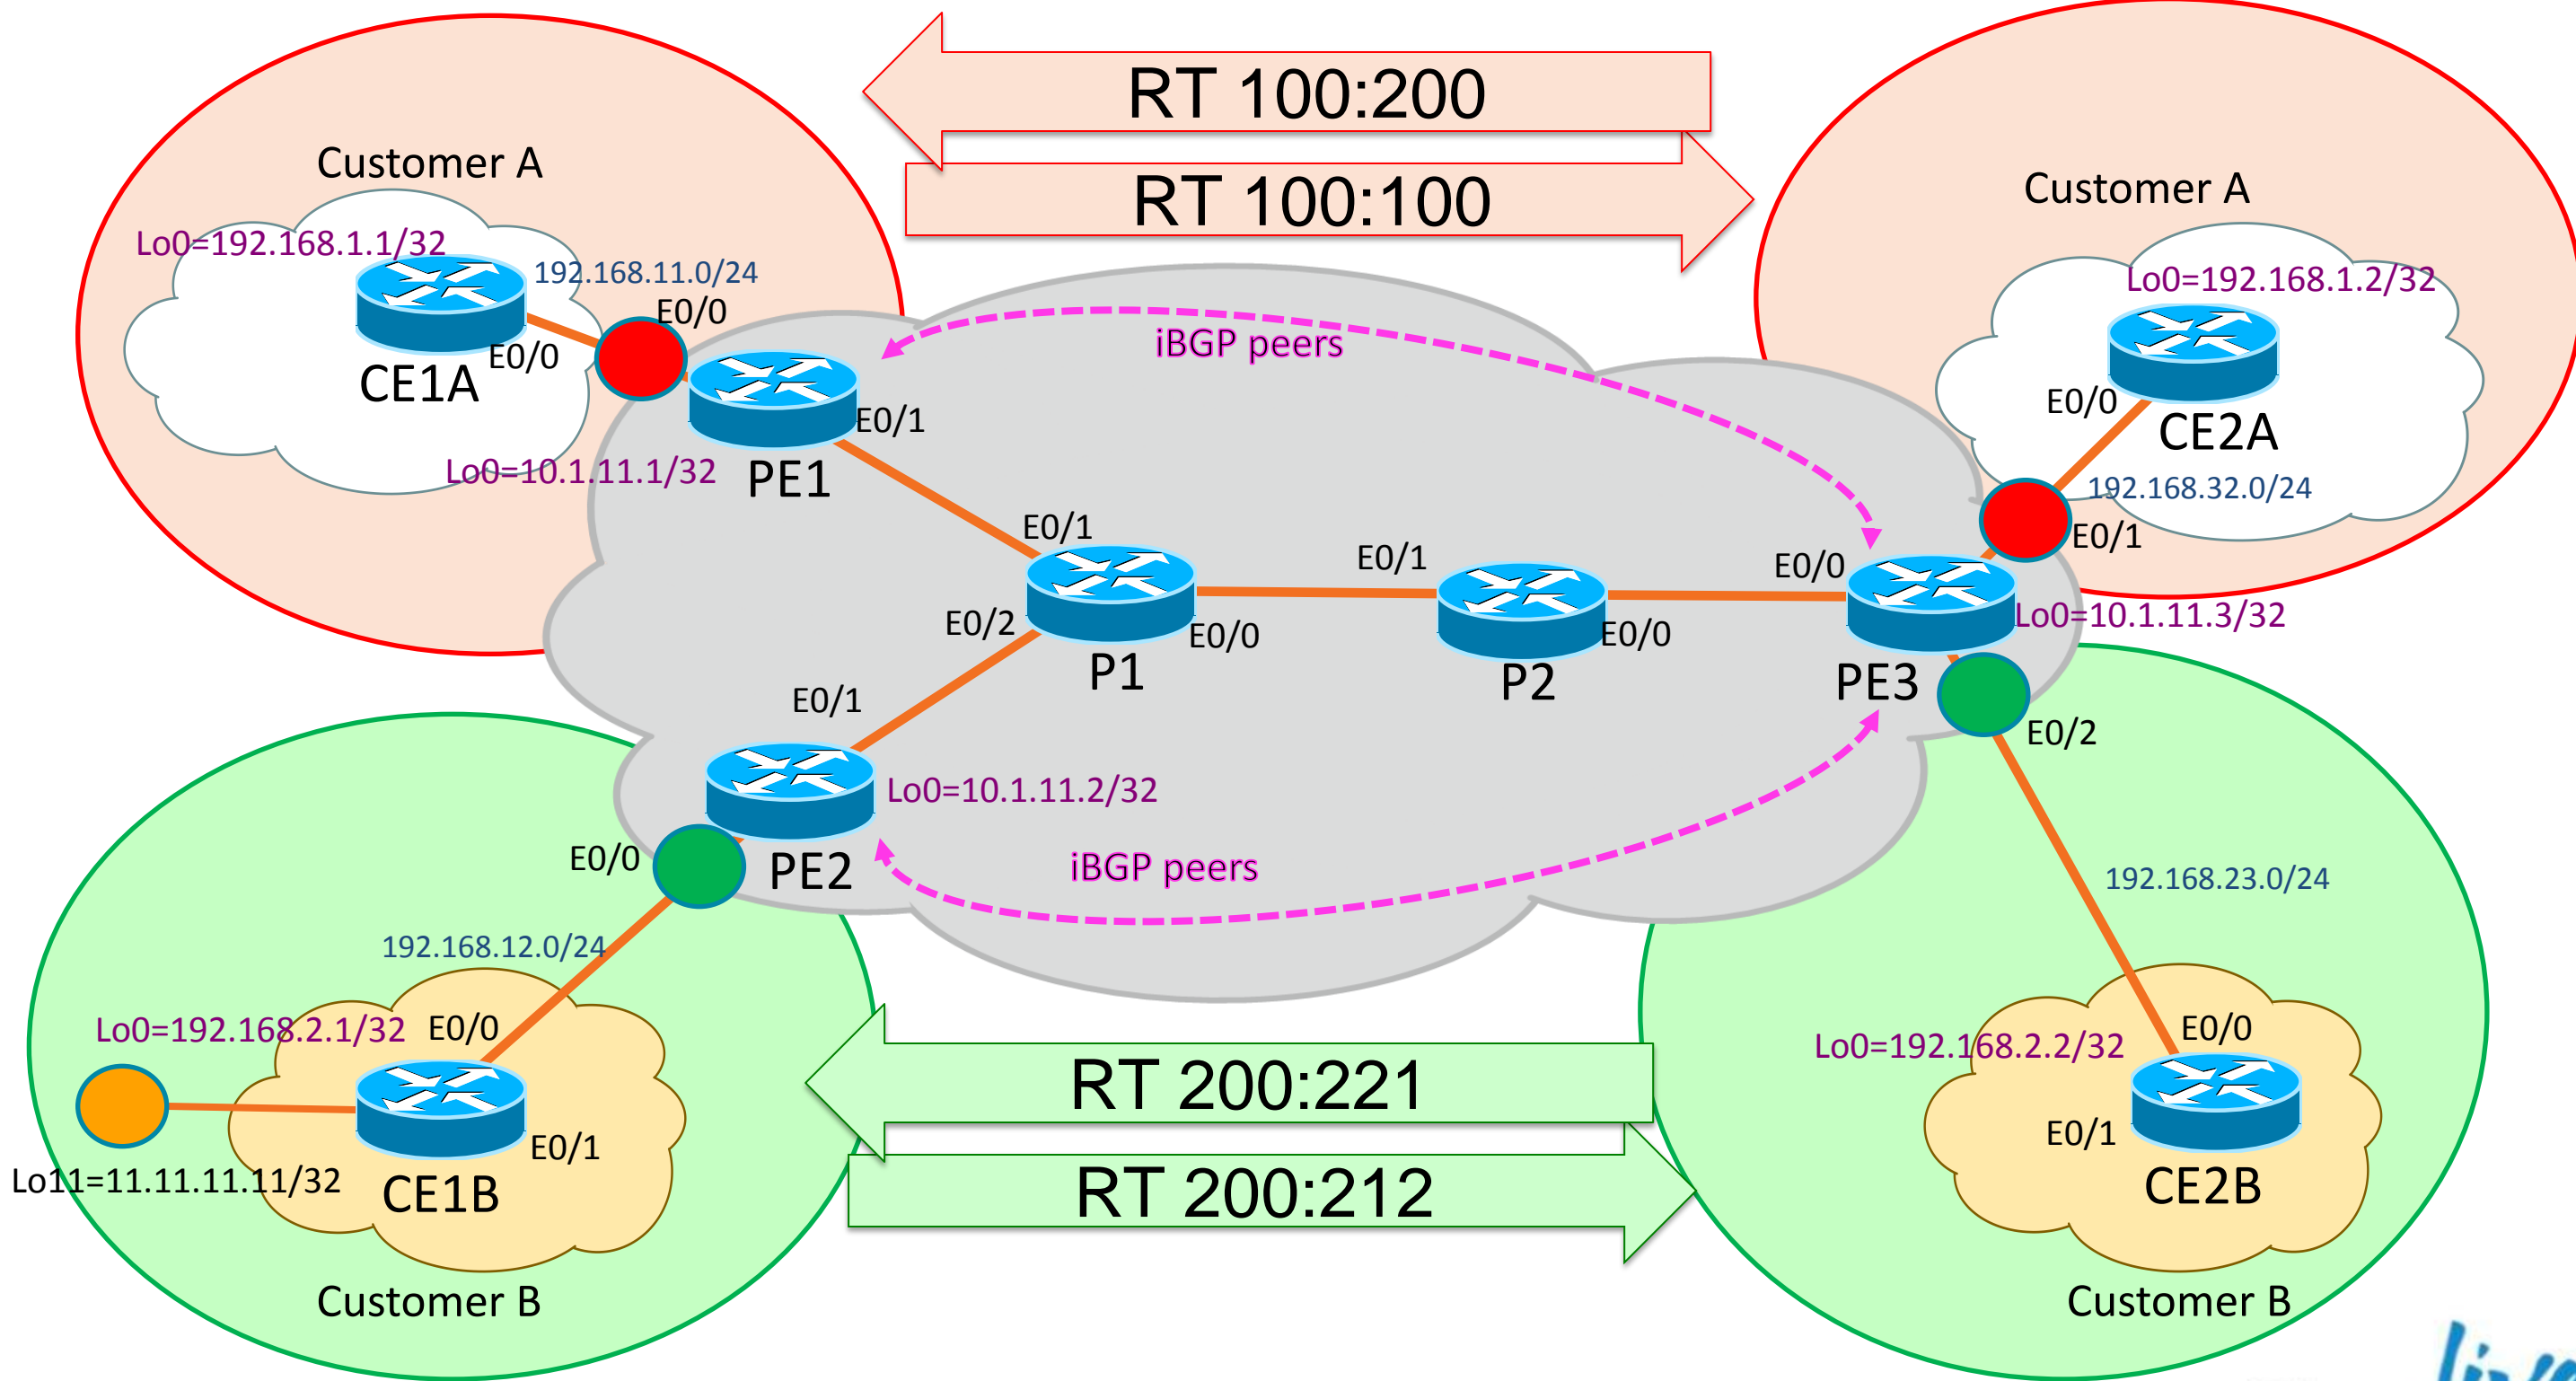 RT 100:200
RT 100:100
Customer A
Customer A
Lo0=192.168.1.1/32
192.168.11.0/24
E0/0
E0/0
CE1A
Lo0=192.168.1.2/32
E0/0
CE2A
192.168.32.0/24
E0/1
iBGP peers
E0/1
Lo0=10.1.11.1/32
PE1
E0/1
E0/1
E0/0
Lo0=10.1.11.3/32
E0/2
E0/0
E0/0
P1
P2
PE3
E0/1
E0/2
Lo0=10.1.11.2/32
E0/0
PE2
iBGP peers
192.168.23.0/24
192.168.12.0/24
Lo0=192.168.2.1/32
E0/0
E0/0
Lo0=192.168.2.2/32
RT 200:221
E0/1
E0/1
Lo11=11.11.11.11/32
CE1B
RT 200:212
CE2B
Customer B
Customer B